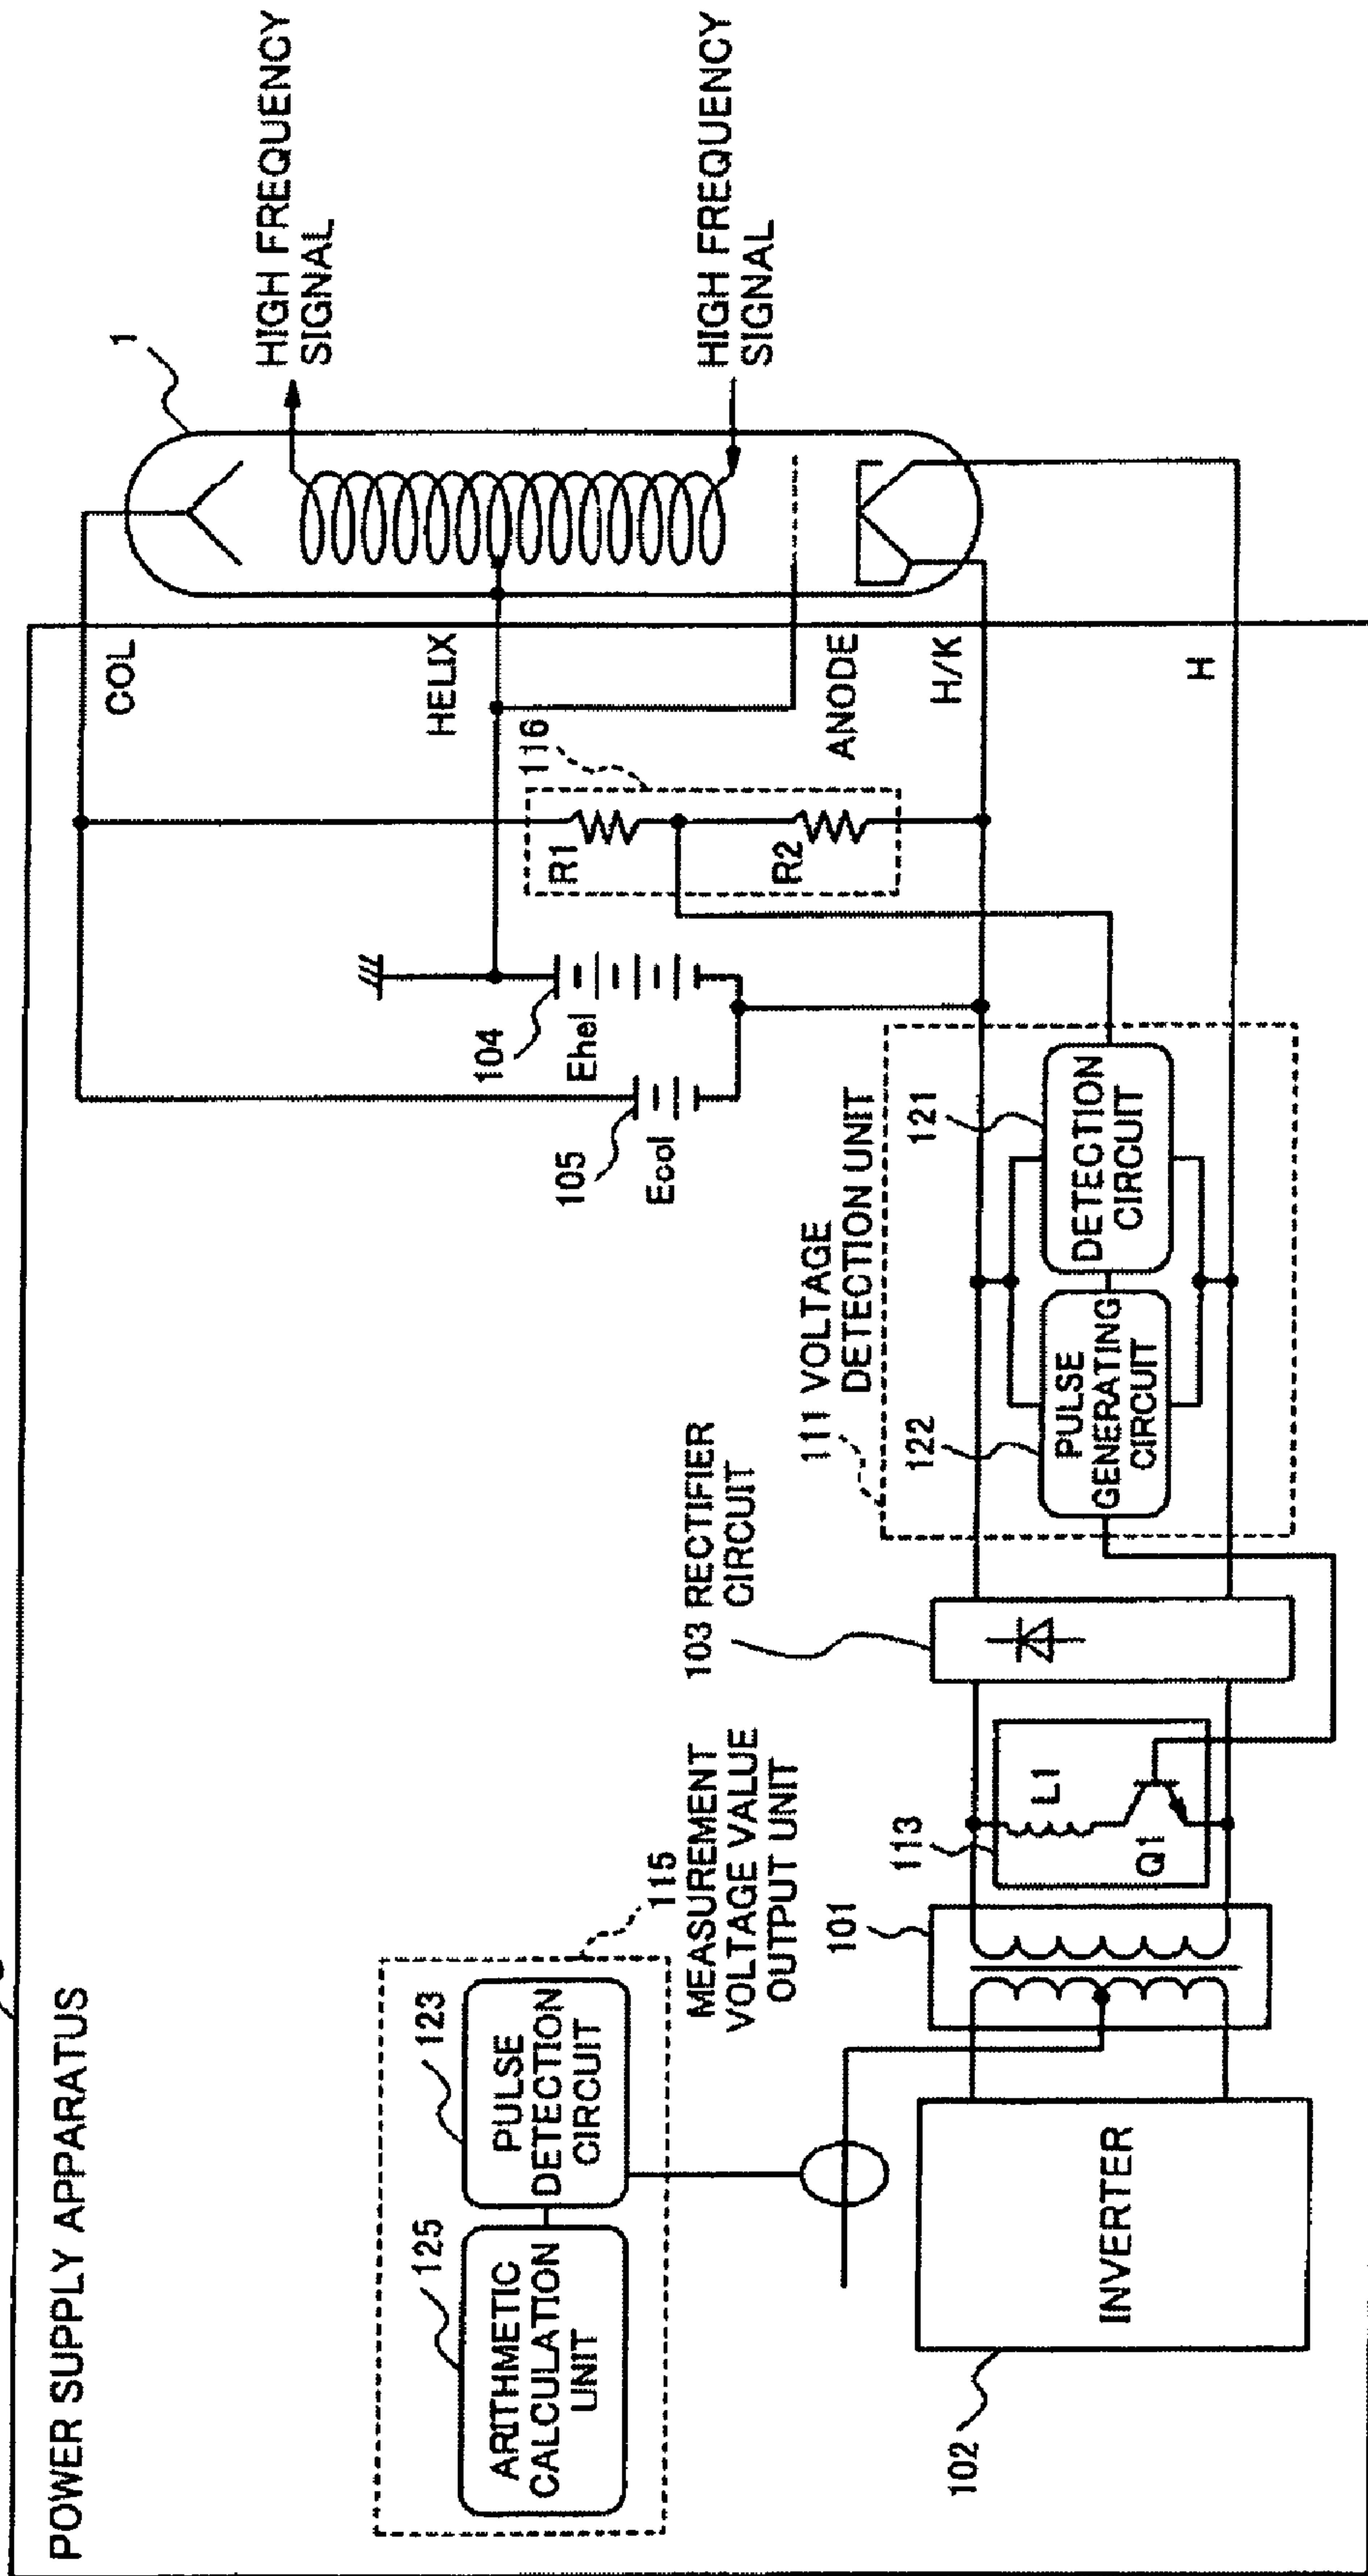 POWER SUPPLY APPARATUS
125
ARITHMETIC
CALCULATION
UNIT
123
PULSE
DETECTION
CIRCUIT
115
MEASUREMENT
VOLTAGE VALUE
OUTPUT UNIT
102
INVERTER
101
113
L1
Q1
103 RECTIFIER
CIRCUIT
111 VOLTAGE
DETECTION UNIT
122
PULSE
GENERATING
CIRCUIT
121
DETECTION
CIRCUIT
105
Ecol
104
Ehel
116
R1
R2
COL
HELIX
ANODE
H/K
H
1
HIGH FREQUENCY
SIGNAL
HIGH FREQUENCY
SIGNAL